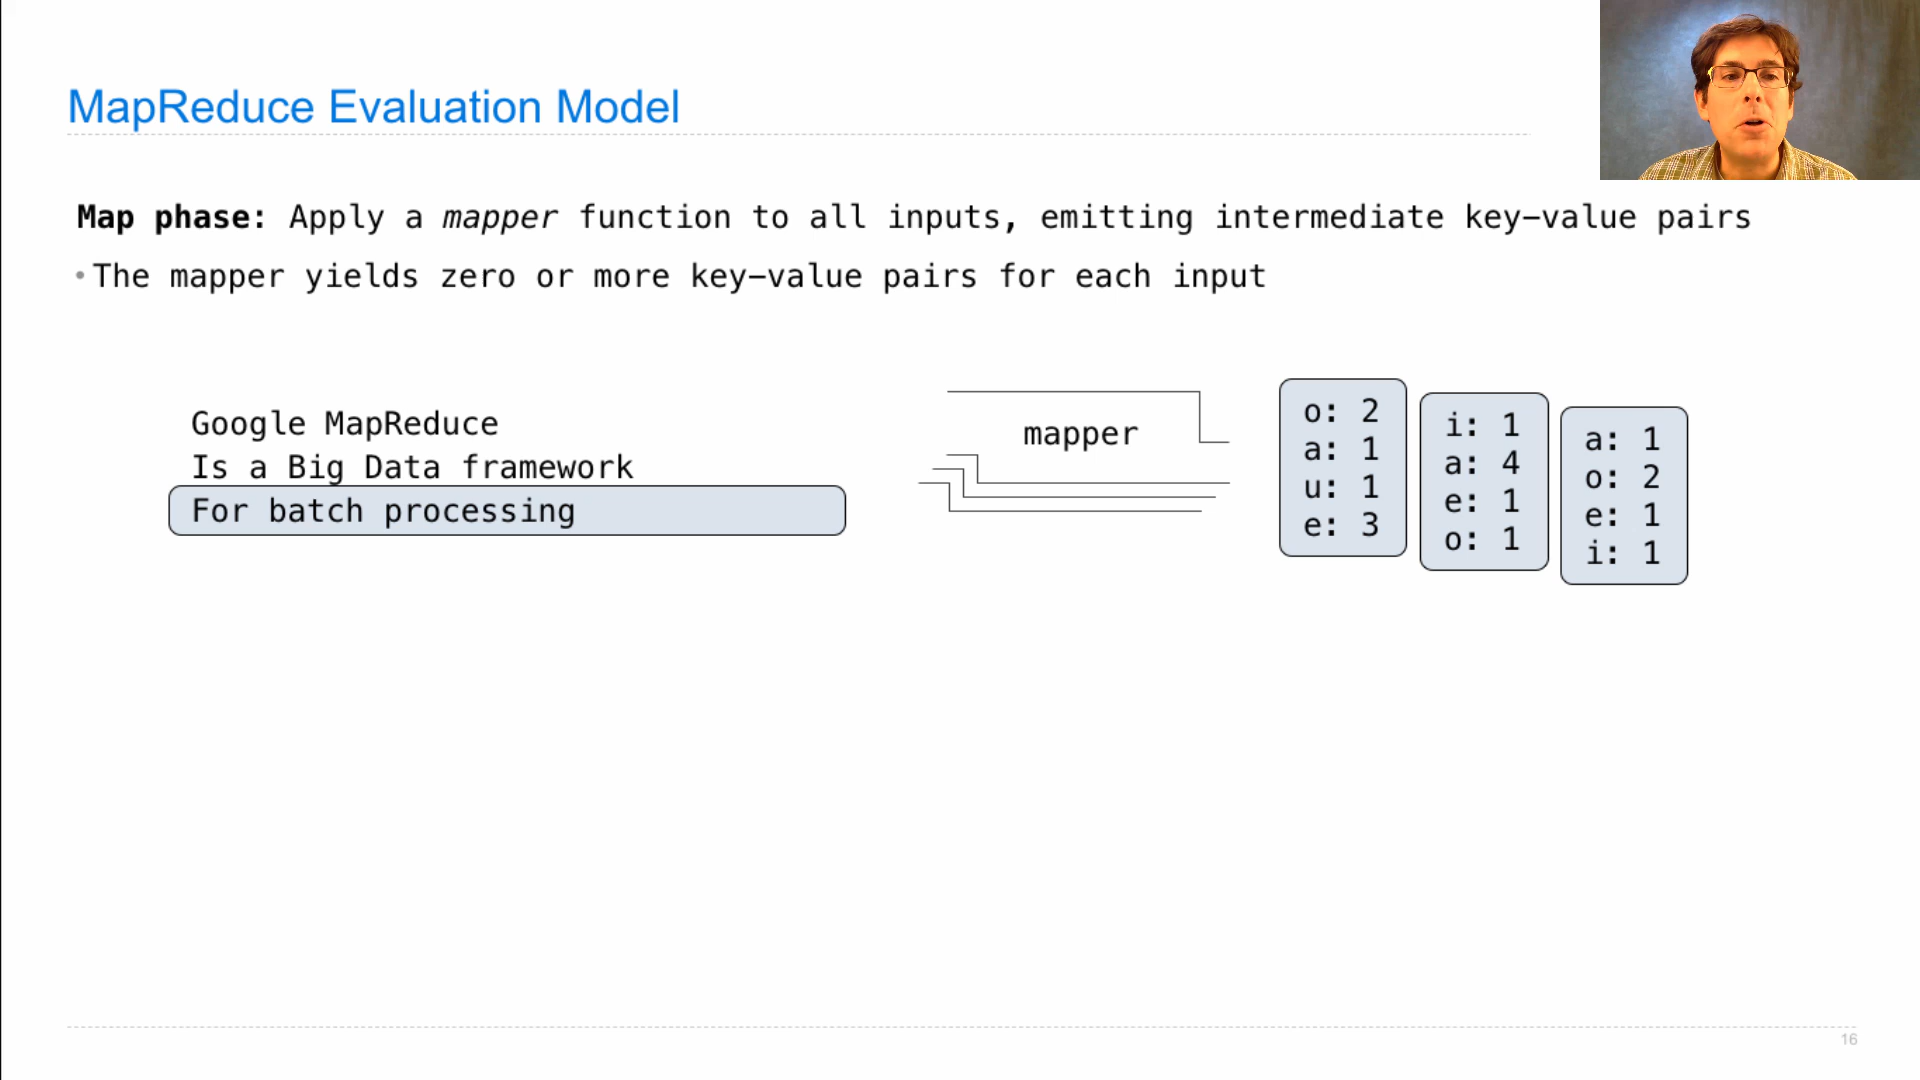 MapReduce Evaluation Model
Map phase: Apply a mapper function to all inputs, emitting intermediate key-value pairs
• The mapper yields zero or more key-value pairs for each input
Google MapReduce
Is a Big Data framework
For batch processing
mapper
o: 2
a: 1
u: 1
e: 3
i: 1
a: 4
e: 1
o: 1
a: 1
o: 2
e: 1
i: 1
16